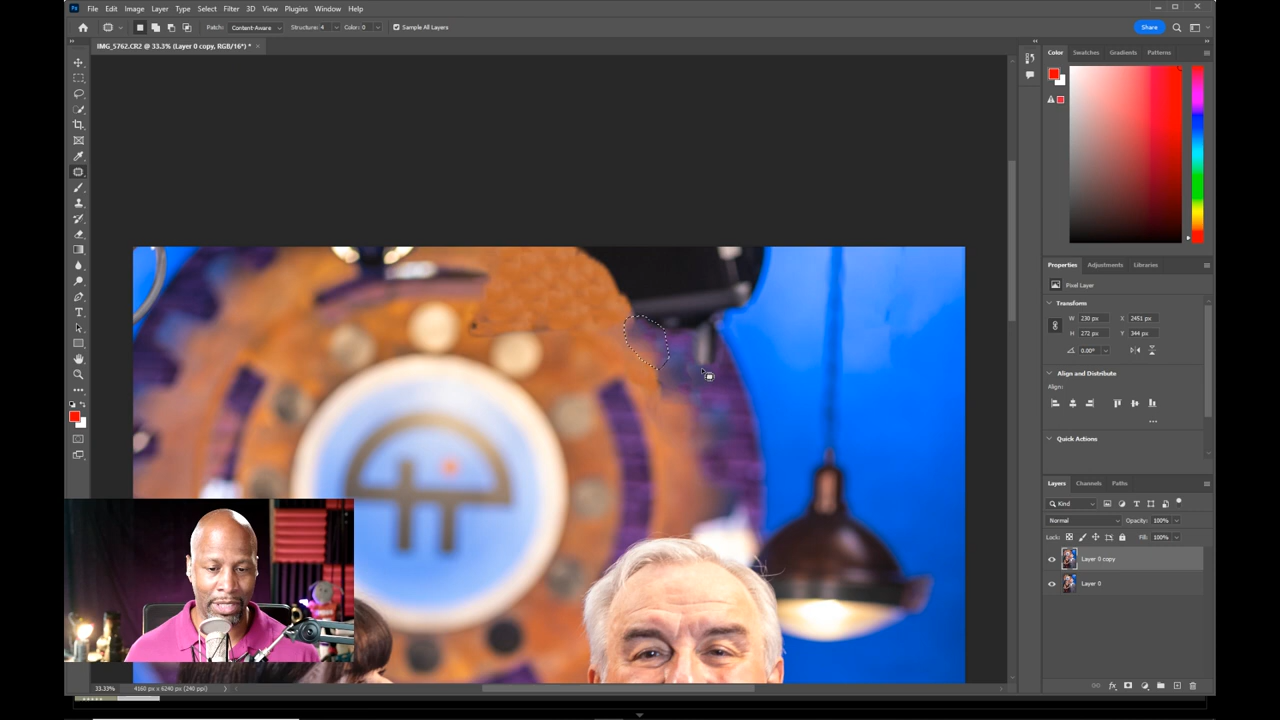 Ps File Edit Image Layer Type Select Filter 3D View Plugins Window Help
Patch: Content-Aware Structure: 4 Color: 0 Sample All Layers Share
IMG_5762.CR2 @ 33.3% (Layer 0 copy, RGB/16*) *
Color Swatches Gradients Patterns
Properties Adjustments Libraries
Pixel Layer
Transform
W 230 px X 2451 px
H 272 px Y 344 px
0.00°
Align and Distribute
Align:
Quick Actions
Layers Channels Paths
Kind
Normal Opacity: 100%
Lock: Fill: 100%
Layer 0 copy
Layer 0
33.33% 4160 px x 6240 px (240 ppi)